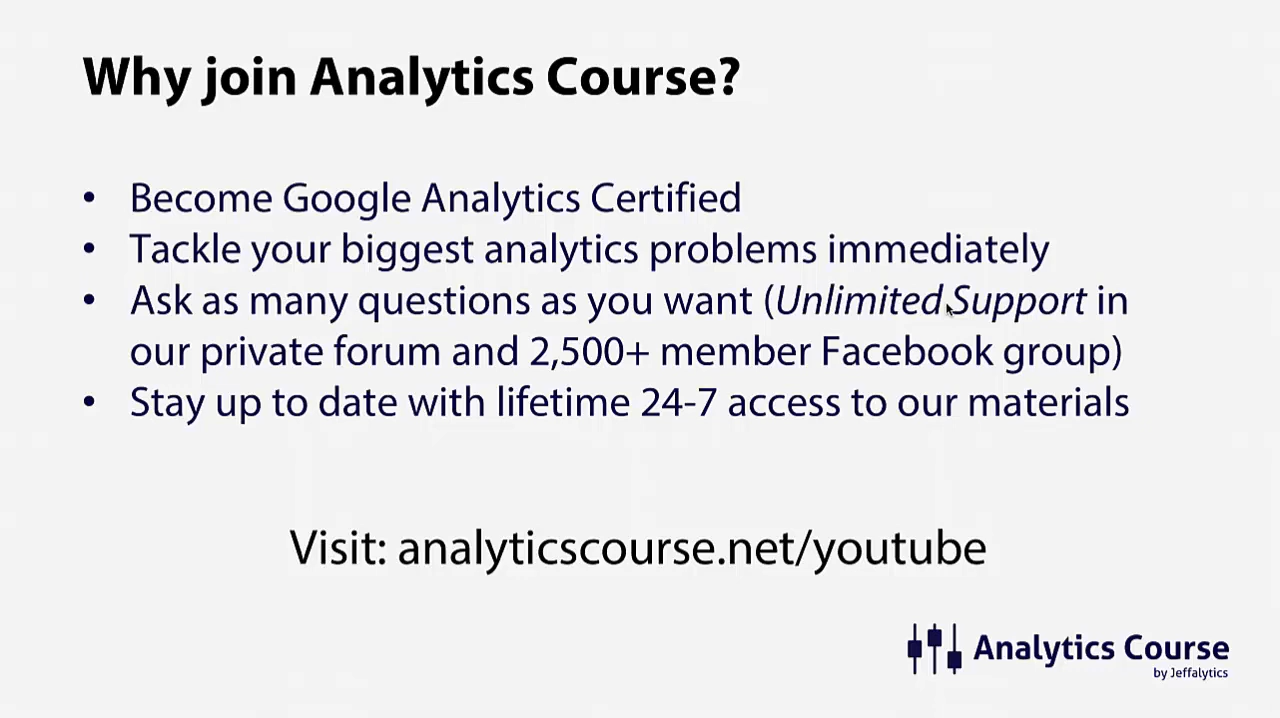 Why join Analytics Course?
• Become Google Analytics Certified
• Tackle your biggest analytics problems immediately
• Ask as many questions as you want (Unlimited Support in
our private forum and 2,500+ member Facebook group)
• Stay up to date with lifetime 24-7 access to our materials
Visit: analyticscourse.net/youtube
Analytics Course
by Jeffalytics